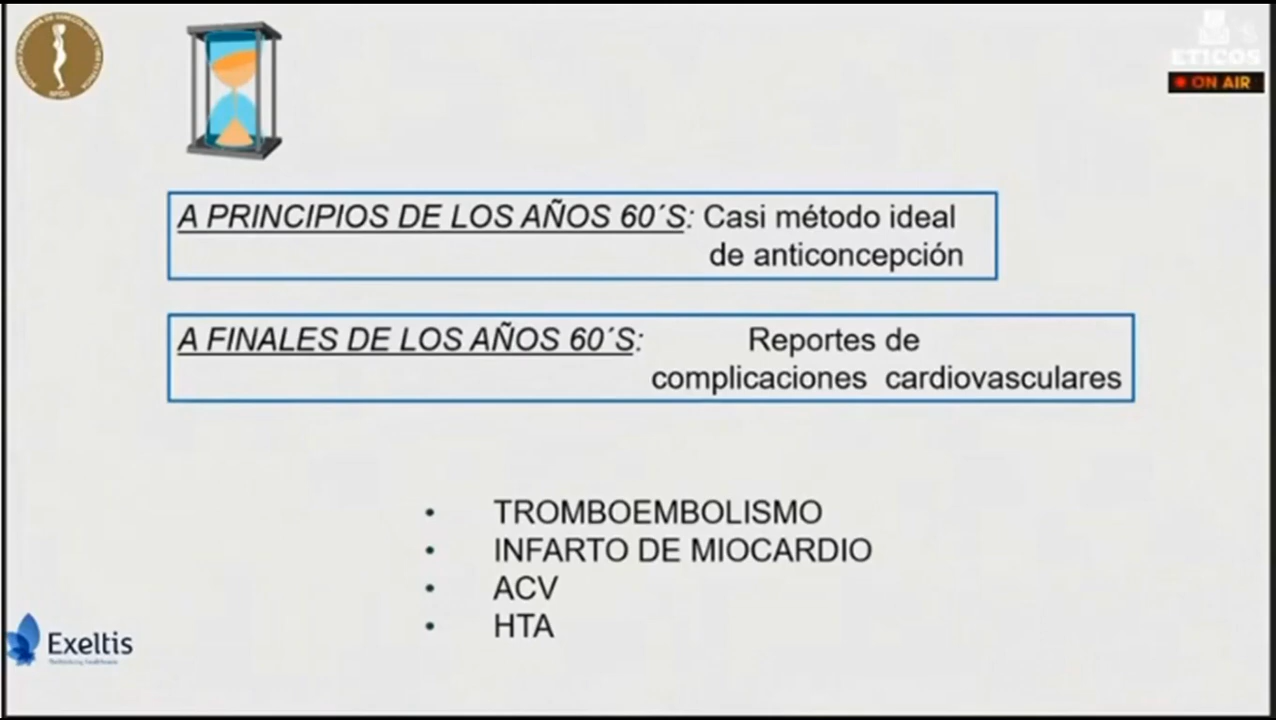 ETICOS
ON AIR
A PRINCIPIOS DE LOS AÑOS 60´S: Casi método ideal
de anticoncepción
A FINALES DE LOS AÑOS 60´S: Reportes de
complicaciones cardiovasculares
• TROMBOEMBOLISMO
• INFARTO DE MIOCARDIO
• ACV
• HTA
Exeltis